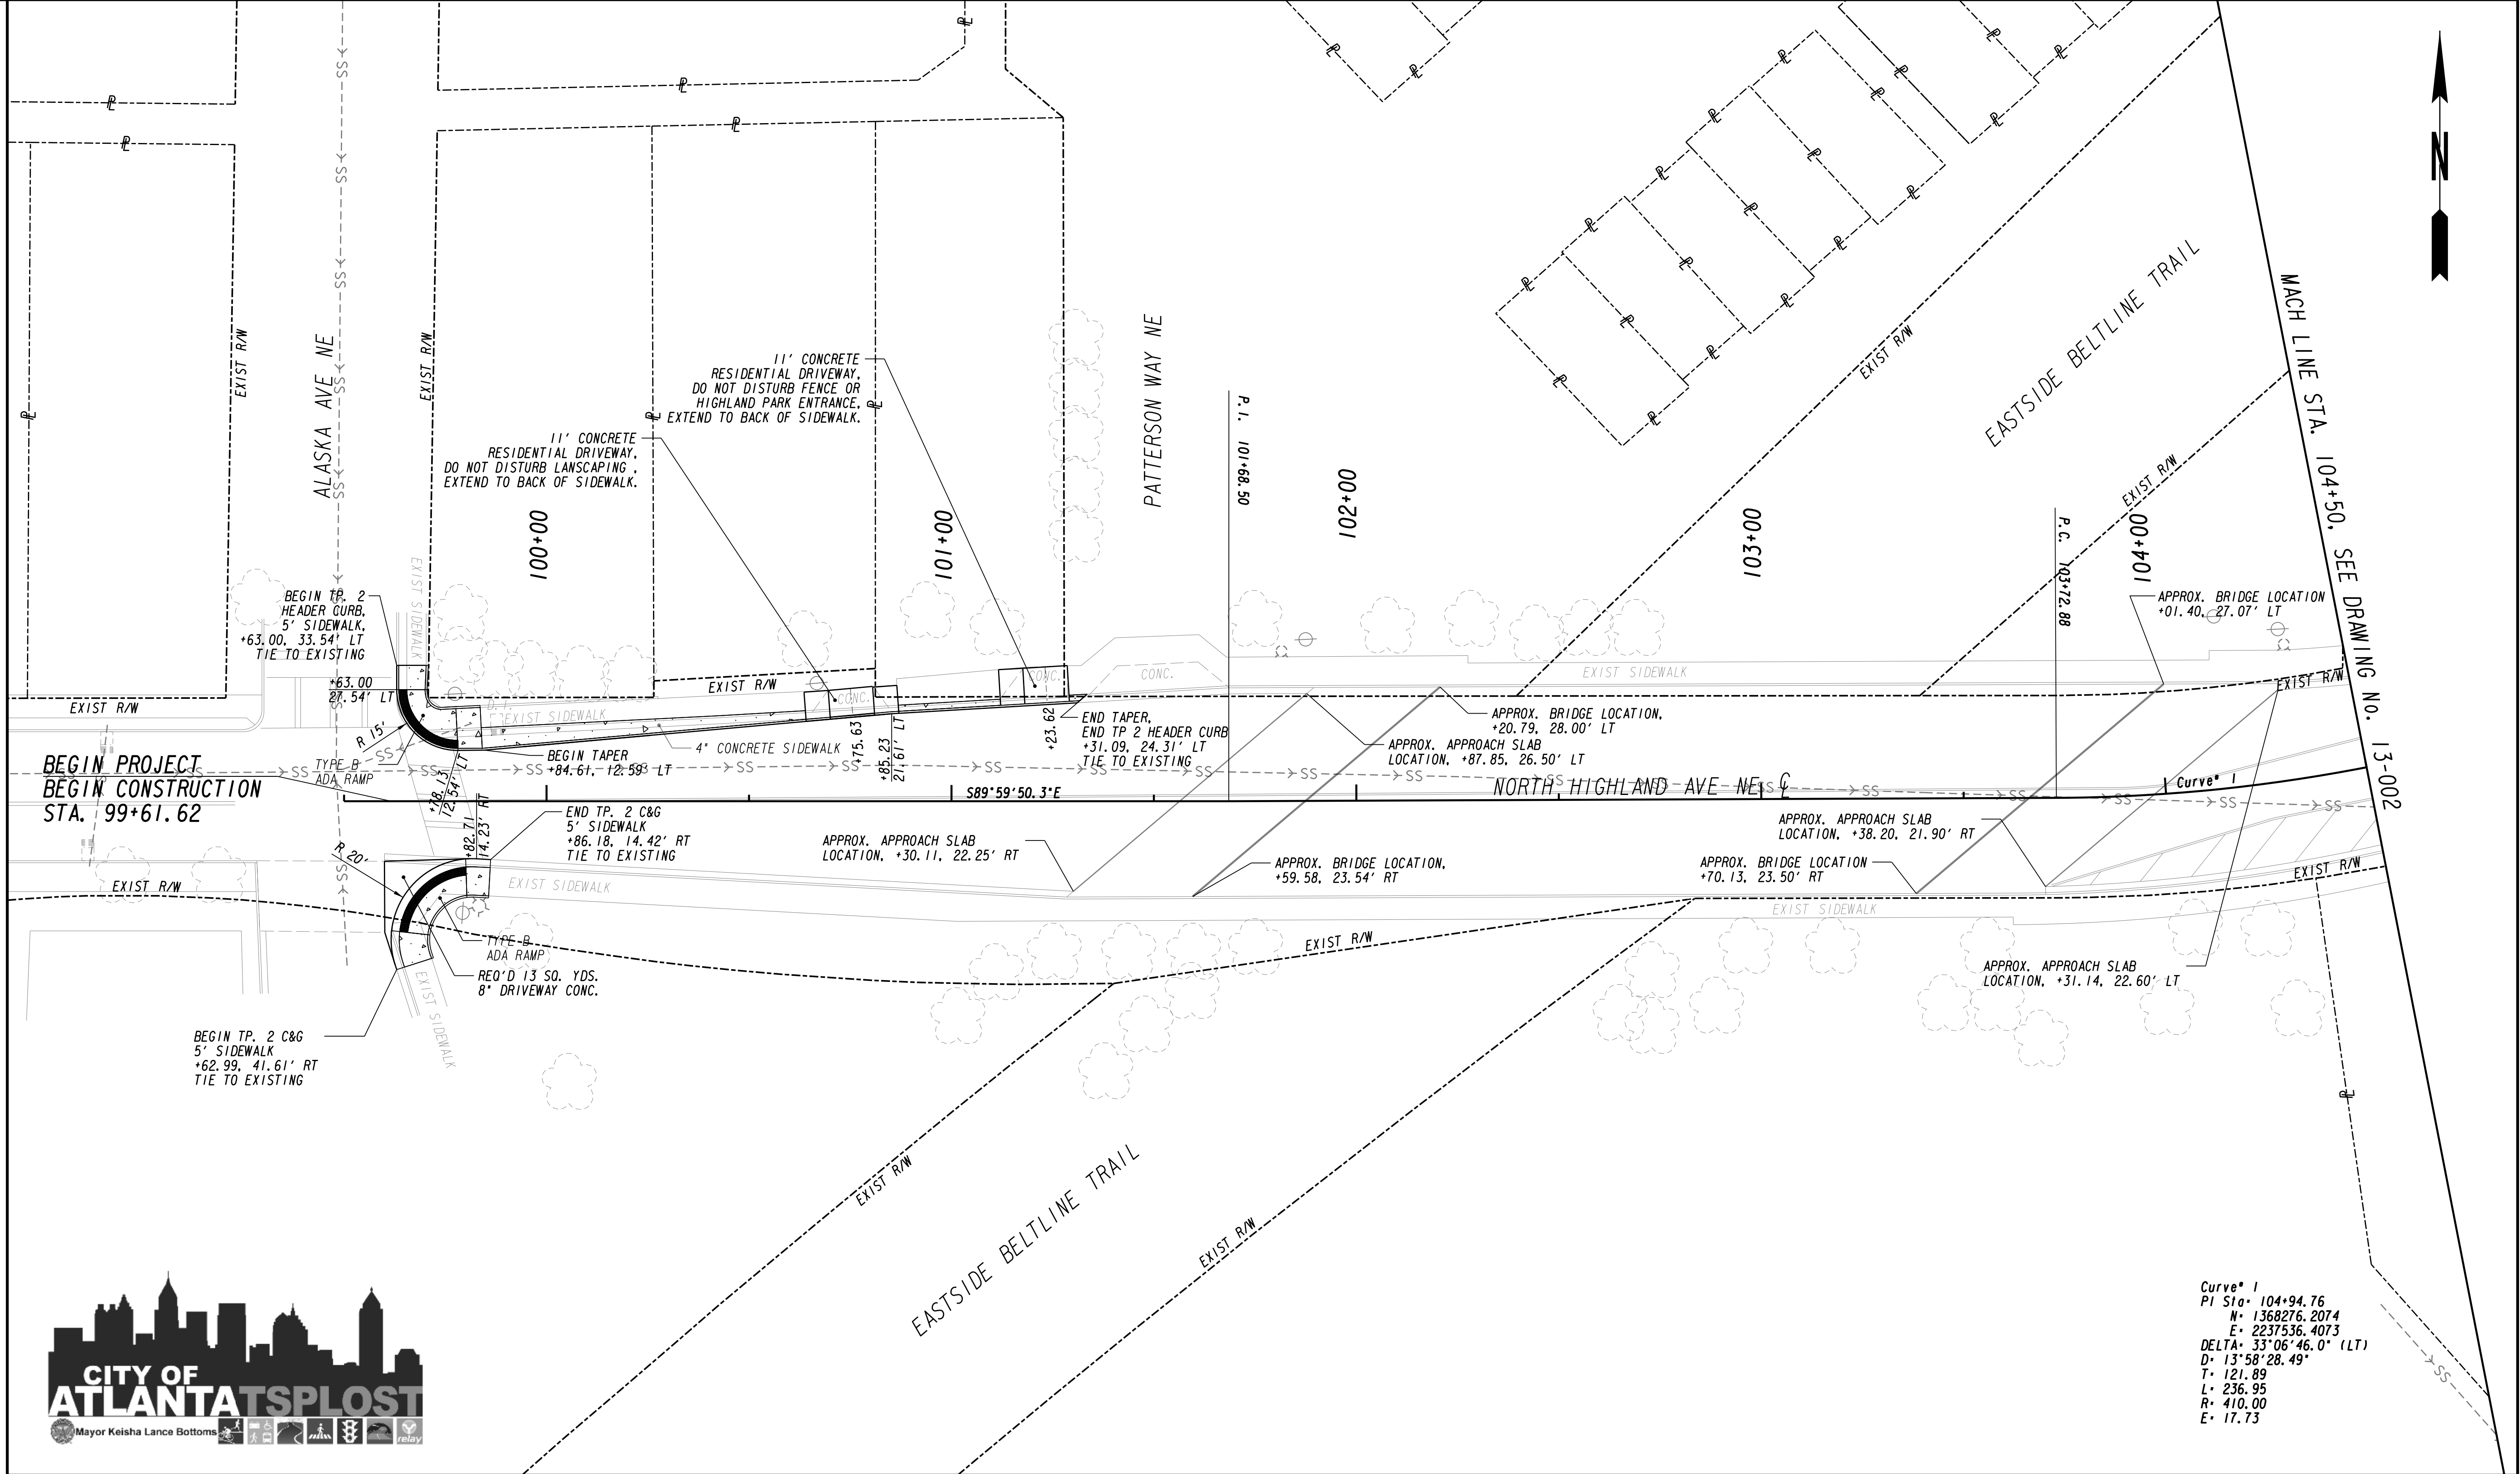 N
MACH LINE STA. 104+50, SEE DRAWING No. 13-002
EXIST R/W
ALASKA AVE NE
EXIST R/W
EXIST SIDEWALK
PATTERSON WAY NE
P.I. 101+68.50
EASTSIDE BELTLINE TRAIL
EXIST R/W
EXIST R/W
11' CONCRETE
RESIDENTIAL DRIVEWAY,
DO NOT DISTURB FENCE OR
HIGHLAND PARK ENTRANCE,
EXTEND TO BACK OF SIDEWALK.
11' CONCRETE
RESIDENTIAL DRIVEWAY,
DO NOT DISTURB LANSCAPING .
EXTEND TO BACK OF SIDEWALK.
100+00
101+00
102+00
103+00
104+00
P.C. 103+72.88
BEGIN TP. 2
HEADER CURB,
5' SIDEWALK,
+63.00, 33.54' LT
TIE TO EXISTING
+63.00
27.54' LT
R 15'
D.I.
EXIST SIDEWALK
EXIST R/W
EXIST R/W
CONC.
CONC.
CONC.
EXIST SIDEWALK
APPROX. BRIDGE LOCATION
+01.40, 27.07' LT
EXIST R/W
BEGIN PROJECT
BEGIN CONSTRUCTION
STA. 99+61.62
TYPE B
ADA RAMP
+78.13
12.54' LT
BEGIN TAPER
+84.61, 12.59' LT
4" CONCRETE SIDEWALK
+75.63
+85.23
21.61' LT
+23.62
END TAPER,
END TP 2 HEADER CURB
+31.09, 24.31' LT
TIE TO EXISTING
APPROX. BRIDGE LOCATION,
+20.79, 28.00' LT
APPROX. APPROACH SLAB
LOCATION, +87.85, 26.50' LT
S89°59'50.3"E
NORTH HIGHLAND AVE NE ℄
Curve# 1
+82.71
14.23' RT
END TP. 2 C&G
5' SIDEWALK
+86.18, 14.42' RT
TIE TO EXISTING
R 20'
EXIST SIDEWALK
EXIST R/W
APPROX. APPROACH SLAB
LOCATION, +30.11, 22.25' RT
APPROX. BRIDGE LOCATION,
+59.58, 23.54' RT
APPROX. APPROACH SLAB
LOCATION, +38.20, 21.90' RT
APPROX. BRIDGE LOCATION
+70.13, 23.50' RT
EXIST R/W
EXIST SIDEWALK
TYPE B
ADA RAMP
REQ'D 13 SQ. YDS.
8" DRIVEWAY CONC.
EXIST SIDEWALK
EXIST R/W
APPROX. APPROACH SLAB
LOCATION, +31.14, 22.60' LT
BEGIN TP. 2 C&G
5' SIDEWALK
+62.99, 41.61' RT
TIE TO EXISTING
EXIST R/W
EASTSIDE BELTLINE TRAIL
EXIST R/W
SS
CITY OF
ATLANTATSPLOST
Mayor Keisha Lance Bottoms
relay
Curve# 1
PI Sta= 104+94.76
N= 1368276.2074
E= 2237536.4073
DELTA= 33°06'46.0" (LT)
D= 13°58'28.49"
T= 121.89
L= 236.95
R= 410.00
E= 17.73